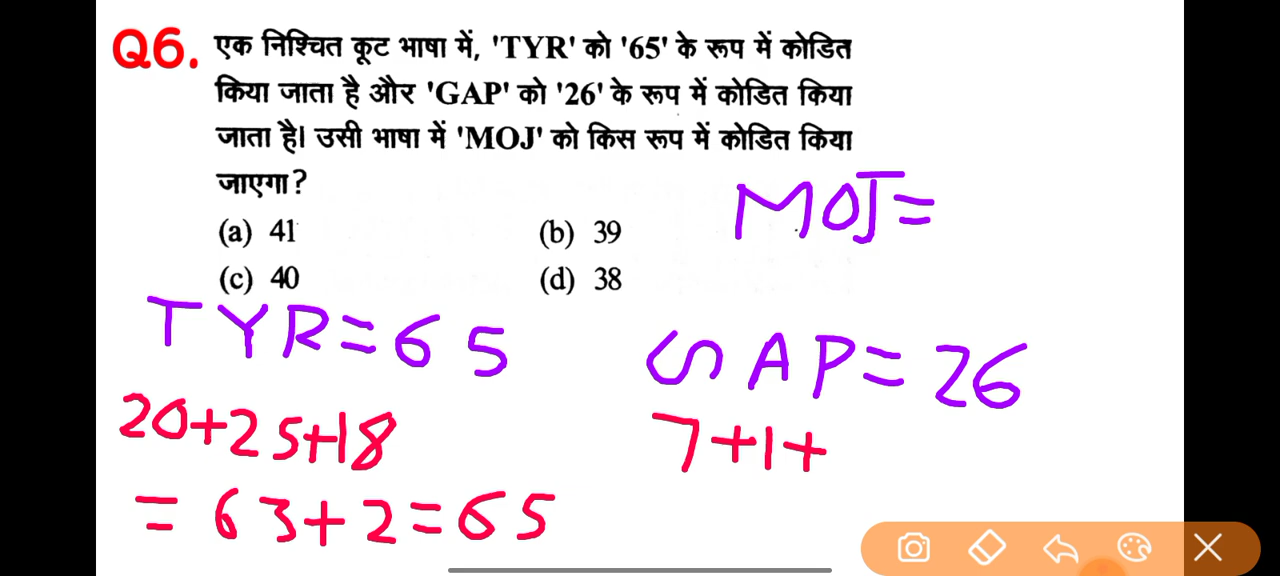 Q6. एक निश्चित कूट भाषा में, 'TYR' को '65' के रूप में कोडित
किया जाता है और 'GAP' को '26' के रूप में कोडित किया
जाता है। उसी भाषा में 'MOJ' को किस रूप में कोडित किया
जाएगा?
MOJ=
(a) 41 (b) 39
(c) 40 (d) 38
TYR=65 GAP=26
20+25+18 7+1+
= 63+2=65